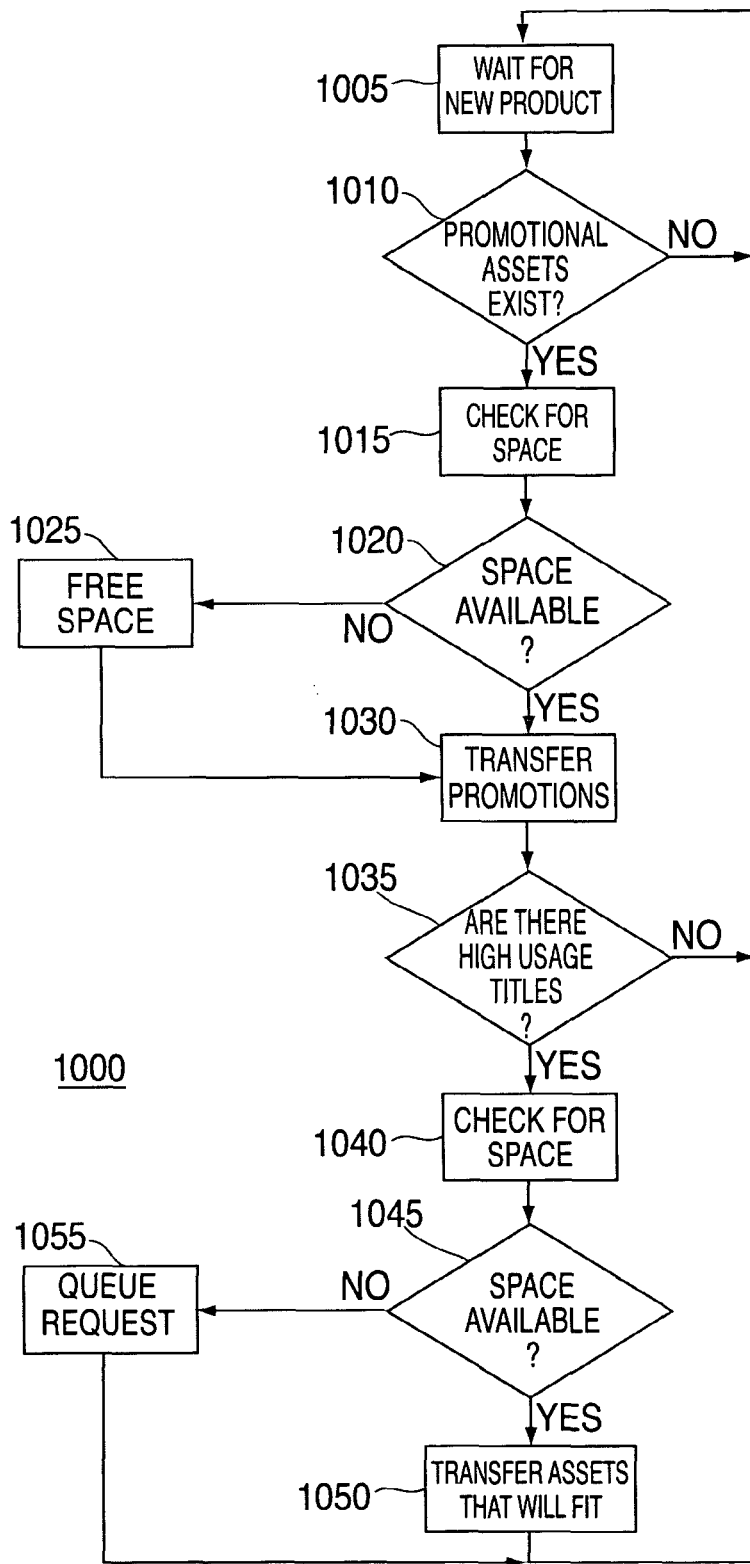 1005
WAIT FOR
NEW PRODUCT
1010
PROMOTIONAL
ASSETS
EXIST?
NO
YES
1015
CHECK FOR
SPACE
1025
FREE
SPACE
1020
SPACE
AVAILABLE
?
NO
YES
1030
TRANSFER
PROMOTIONS
1035
ARE THERE
HIGH USAGE
TITLES
?
NO
YES
1000
1040
CHECK FOR
SPACE
1055
QUEUE
REQUEST
1045
NO
SPACE
AVAILABLE
?
YES
1050
TRANSFER ASSETS
THAT WILL FIT